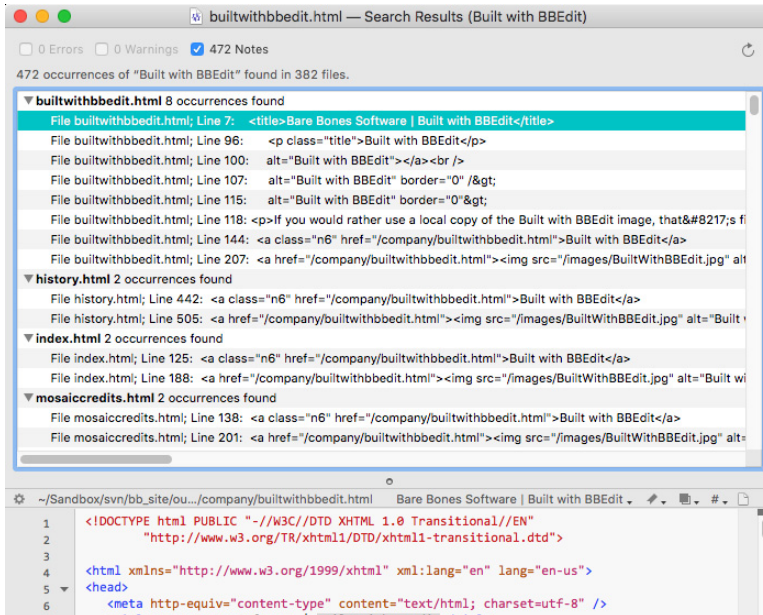 builtwithbbedit.html — Search Results (Built with BBEdit)
0 Errors 0 Warnings 472 Notes
472 occurrences of “Built with BBEdit” found in 382 files.
builtwithbbedit.html 8 occurrences found
File builtwithbbedit.html; Line 7: <title>Bare Bones Software | Built with BBEdit</title>
File builtwithbbedit.html; Line 96: <p class="title">Built with BBEdit</p>
File builtwithbbedit.html; Line 100: alt="Built with BBEdit"></a><br />
File builtwithbbedit.html; Line 107: alt="Built with BBEdit" border="0" /&gt;
File builtwithbbedit.html; Line 115: alt="Built with BBEdit" border="0"&gt;
File builtwithbbedit.html; Line 118: <p>If you would rather use a local copy of the Built with BBEdit image, that&#8217;s fi
File builtwithbbedit.html; Line 144: <a class="n6" href="/company/builtwithbbedit.html">Built with BBEdit</a>
File builtwithbbedit.html; Line 207: <a href="/company/builtwithbbedit.html"><img src="/images/BuiltWithBBEdit.jpg" alt
history.html 2 occurrences found
File history.html; Line 442: <a class="n6" href="/company/builtwithbbedit.html">Built with BBEdit</a>
File history.html; Line 505: <a href="/company/builtwithbbedit.html"><img src="/images/BuiltWithBBEdit.jpg" alt="Built
index.html 2 occurrences found
File index.html; Line 125: <a class="n6" href="/company/builtwithbbedit.html">Built with BBEdit</a>
File index.html; Line 188: <a href="/company/builtwithbbedit.html"><img src="/images/BuiltWithBBEdit.jpg" alt="Built wi
mosaiccredits.html 2 occurrences found
File mosaiccredits.html; Line 138: <a class="n6" href="/company/builtwithbbedit.html">Built with BBEdit</a>
File mosaiccredits.html; Line 201: <a href="/company/builtwithbbedit.html"><img src="/images/BuiltWithBBEdit.jpg" alt=
~/Sandbox/svn/bb_site/ou.../company/builtwithbbedit.html Bare Bones Software | Built with BBEdit #
1 <!DOCTYPE html PUBLIC "-//W3C//DTD XHTML 1.0 Transitional//EN"
2 "http://www.w3.org/TR/xhtml1/DTD/xhtml1-transitional.dtd">
3
4 <html xmlns="http://www.w3.org/1999/xhtml" xml:lang="en" lang="en-us">
5 <head>
6 <meta http-equiv="content-type" content="text/html; charset=utf-8" />